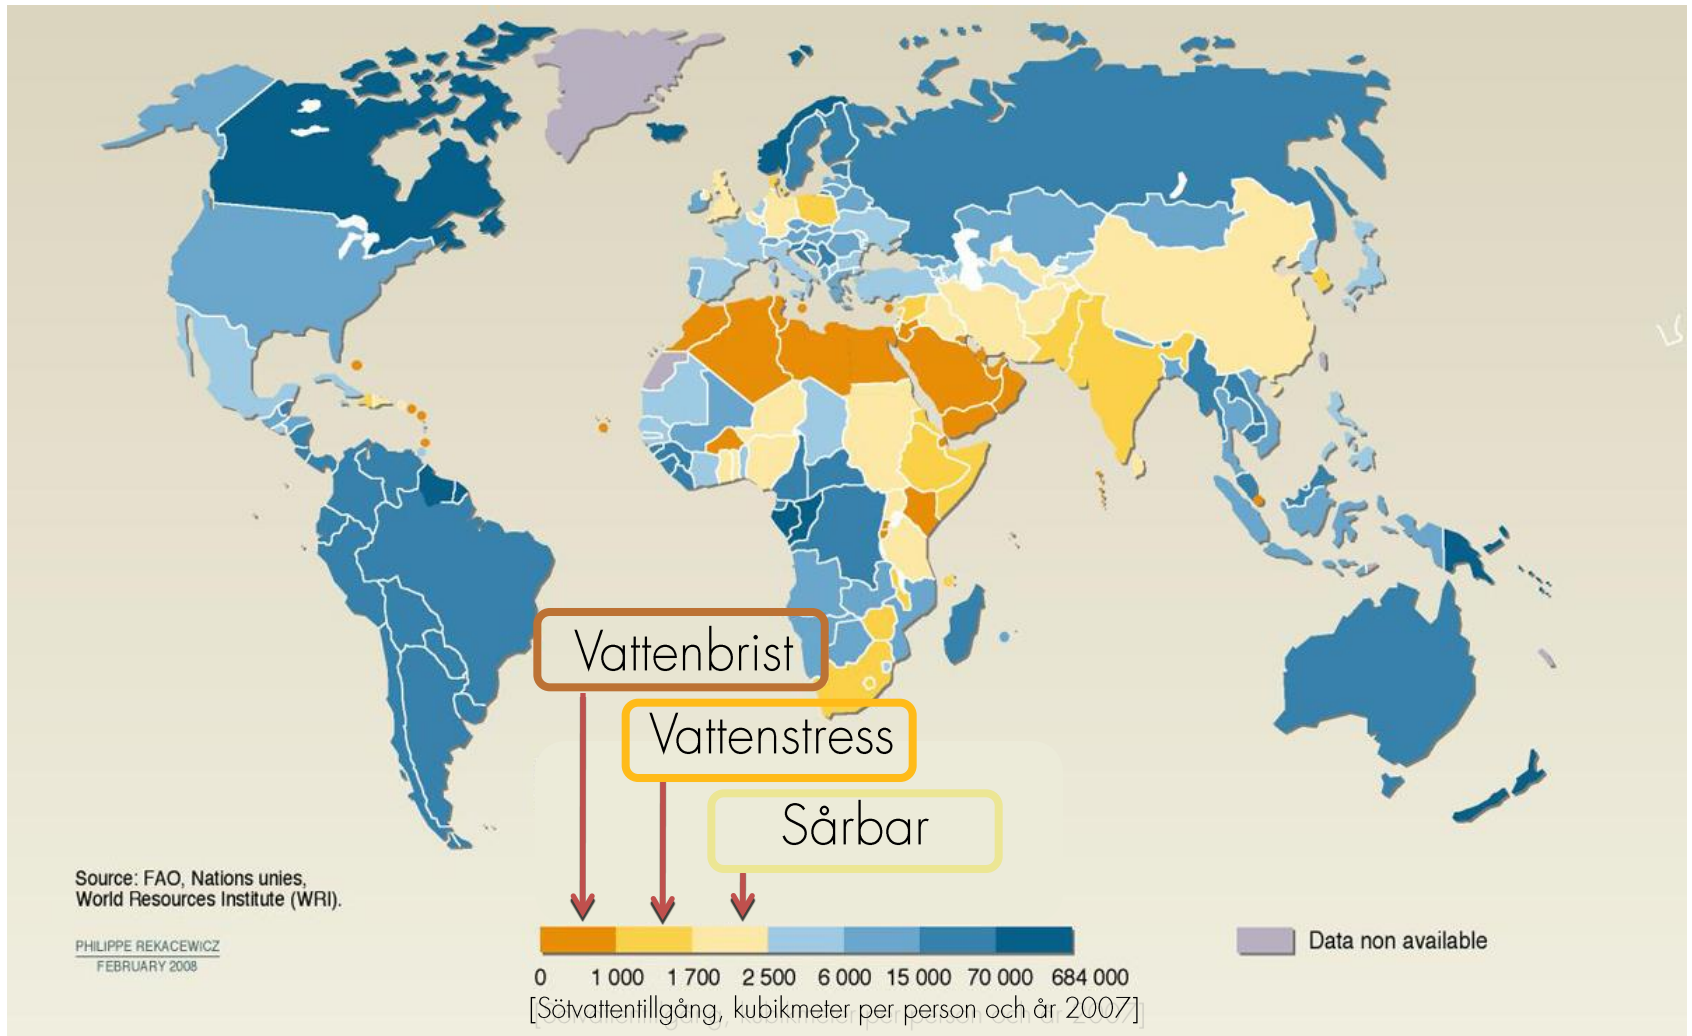 Vattenbrist
Vattenstress
Sårbar
Source: FAO, Nations unies,
World Resources Institute (WRI).
PHILIPPE REKACEWICZ
FEBRUARY 2008
Data non available
0 1 000 1 700 2 500 6 000 15 000 70 000 684 000
[Sötvattentillgång, kubikmeter per person och år 2007]